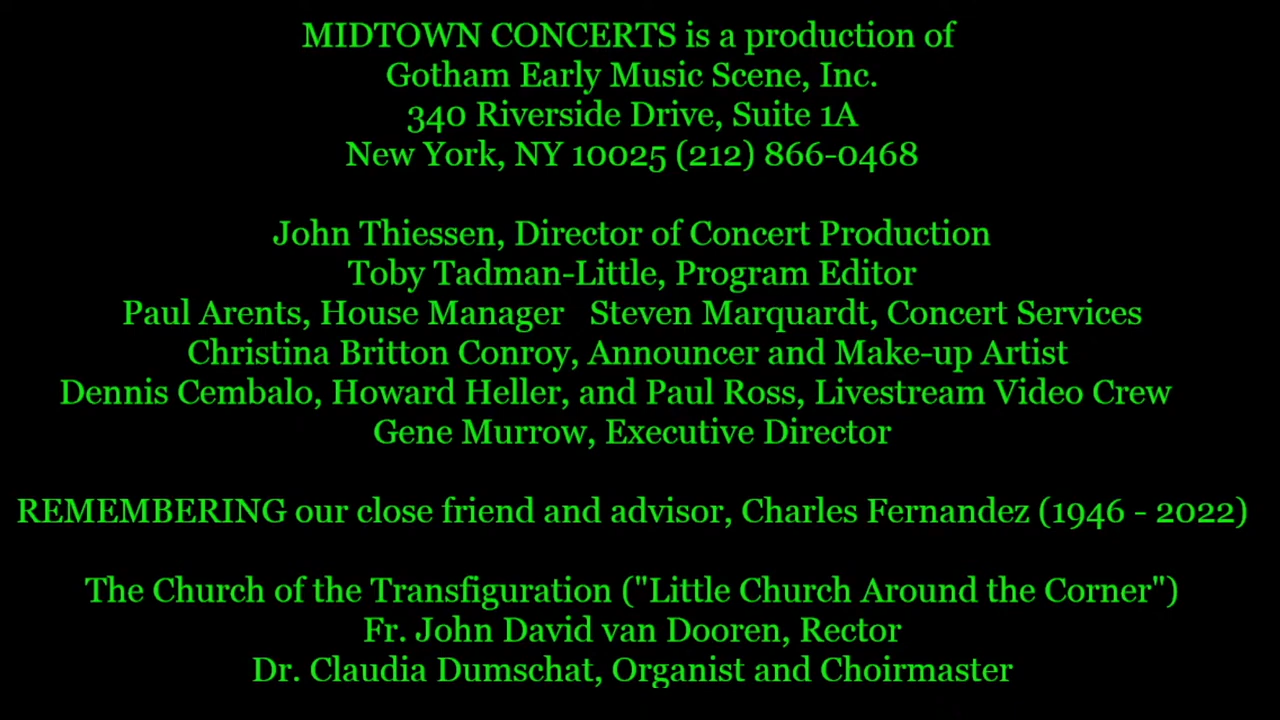 MIDTOWN CONCERTS is a production of
Gotham Early Music Scene, Inc.
340 Riverside Drive, Suite 1A
New York, NY 10025 (212) 866-0468
John Thiessen, Director of Concert Production
Toby Tadman-Little, Program Editor
Paul Arents, House Manager   Steven Marquardt, Concert Services
Christina Britton Conroy, Announcer and Make-up Artist
Dennis Cembalo, Howard Heller, and Paul Ross, Livestream Video Crew
Gene Murrow, Executive Director
REMEMBERING our close friend and advisor, Charles Fernandez (1946 - 2022)
The Church of the Transfiguration ("Little Church Around the Corner")
Fr. John David van Dooren, Rector
Dr. Claudia Dumschat, Organist and Choirmaster